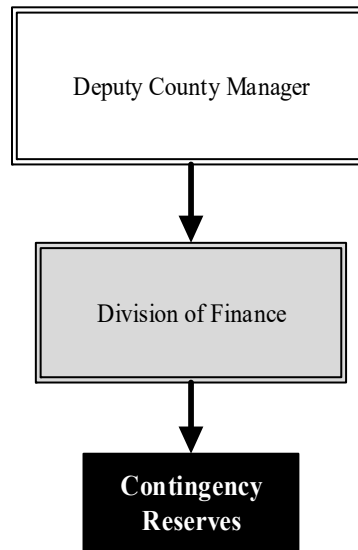 Deputy County Manager
Division of Finance
Contingency
Reserves